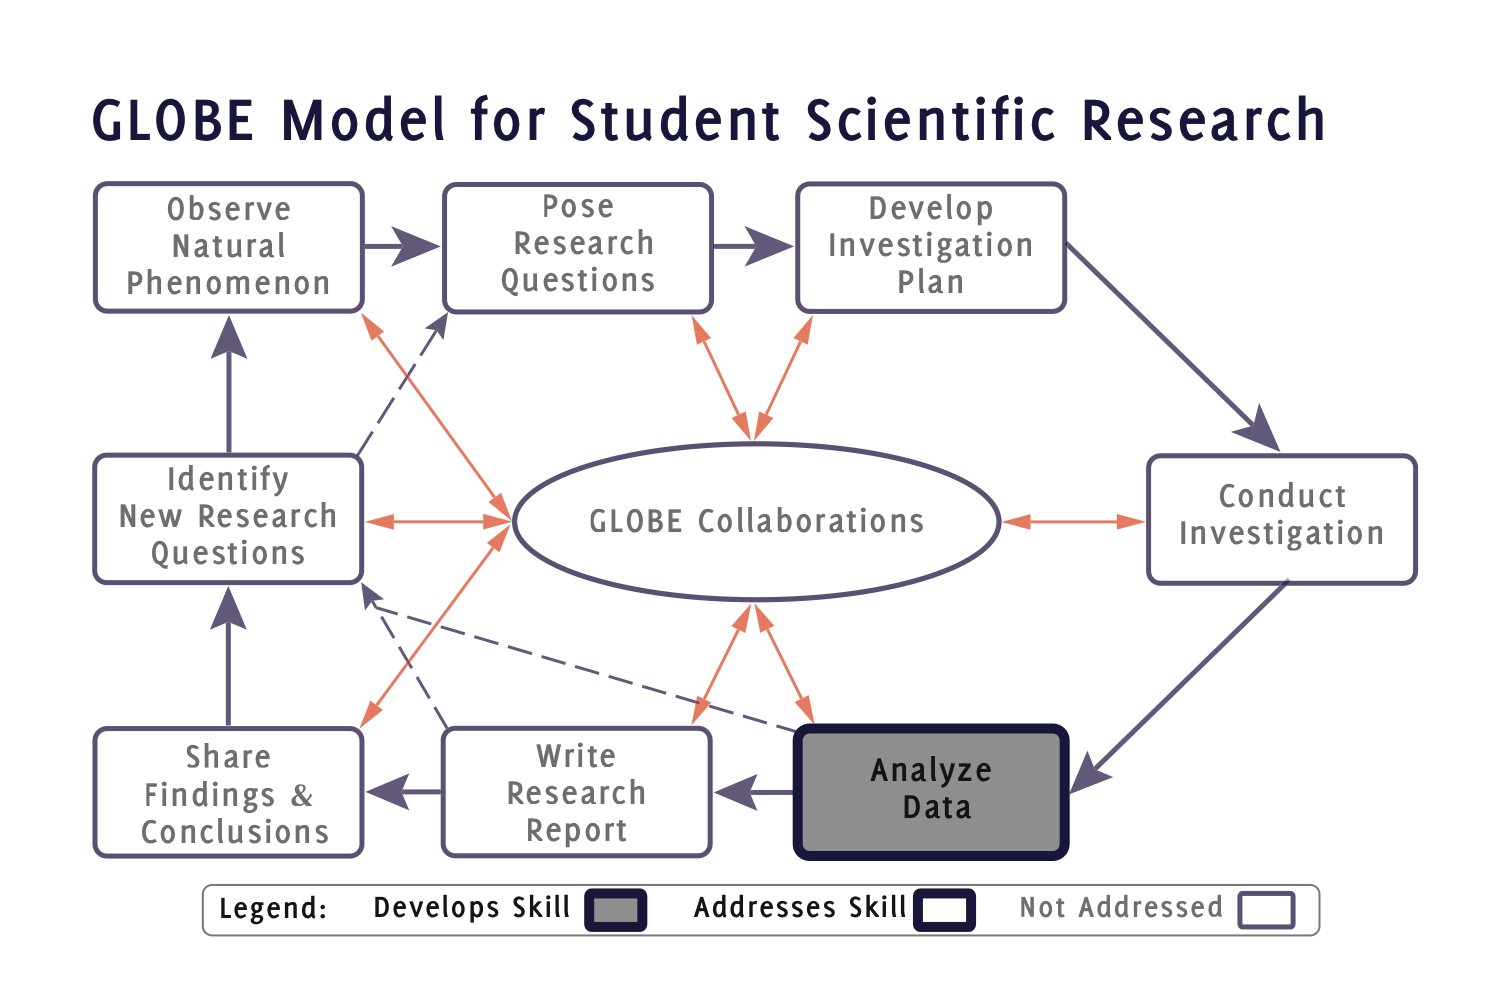 GLOBE Model for Student Scientific Research
Observe
Natural
Phenomenon
Pose
Research
Questions
Develop
Investigation
Plan
Identify
New Research
Questions
GLOBE Collaborations
Conduct
Investigation
Share
Findings &
Conclusions
Write
Research
Report
Analyze
Data
Legend: Develops Skill Addresses Skill Not Addressed